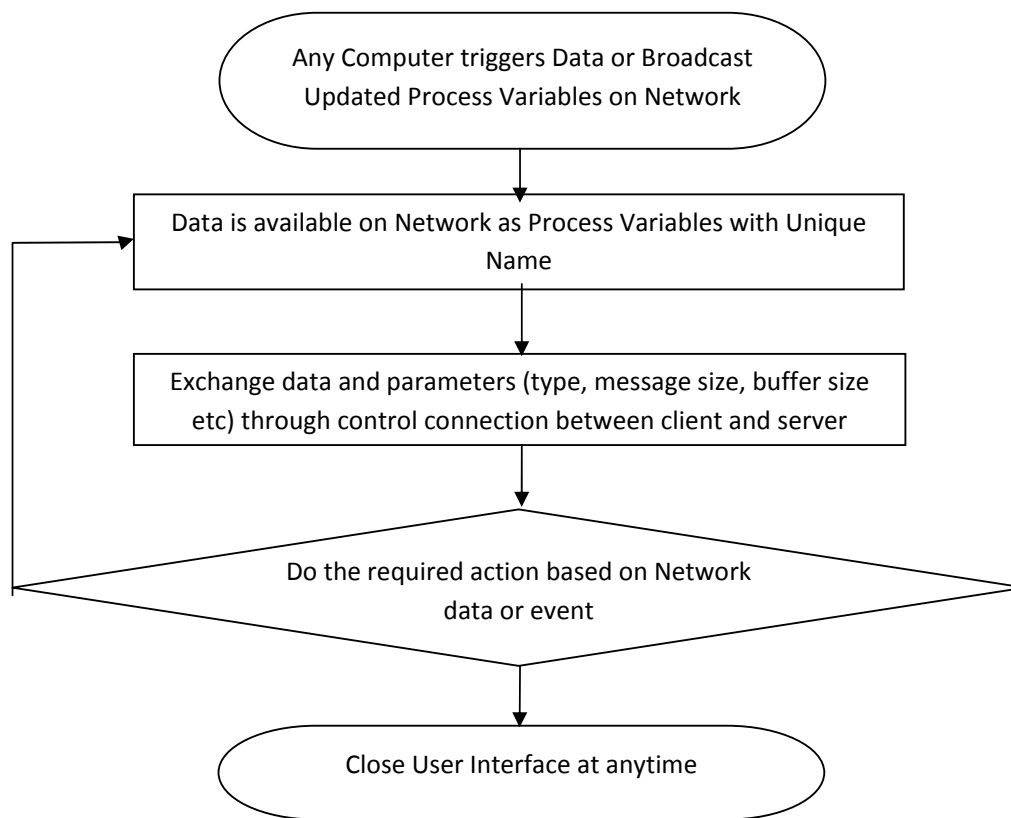 Any Computer triggers Data or Broadcast
Updated Process Variables on Network
Data is available on Network as Process Variables with Unique
Name
Exchange data and parameters (type, message size, buffer size
etc) through control connection between client and server
Do the required action based on Network
data or event
Close User Interface at anytime